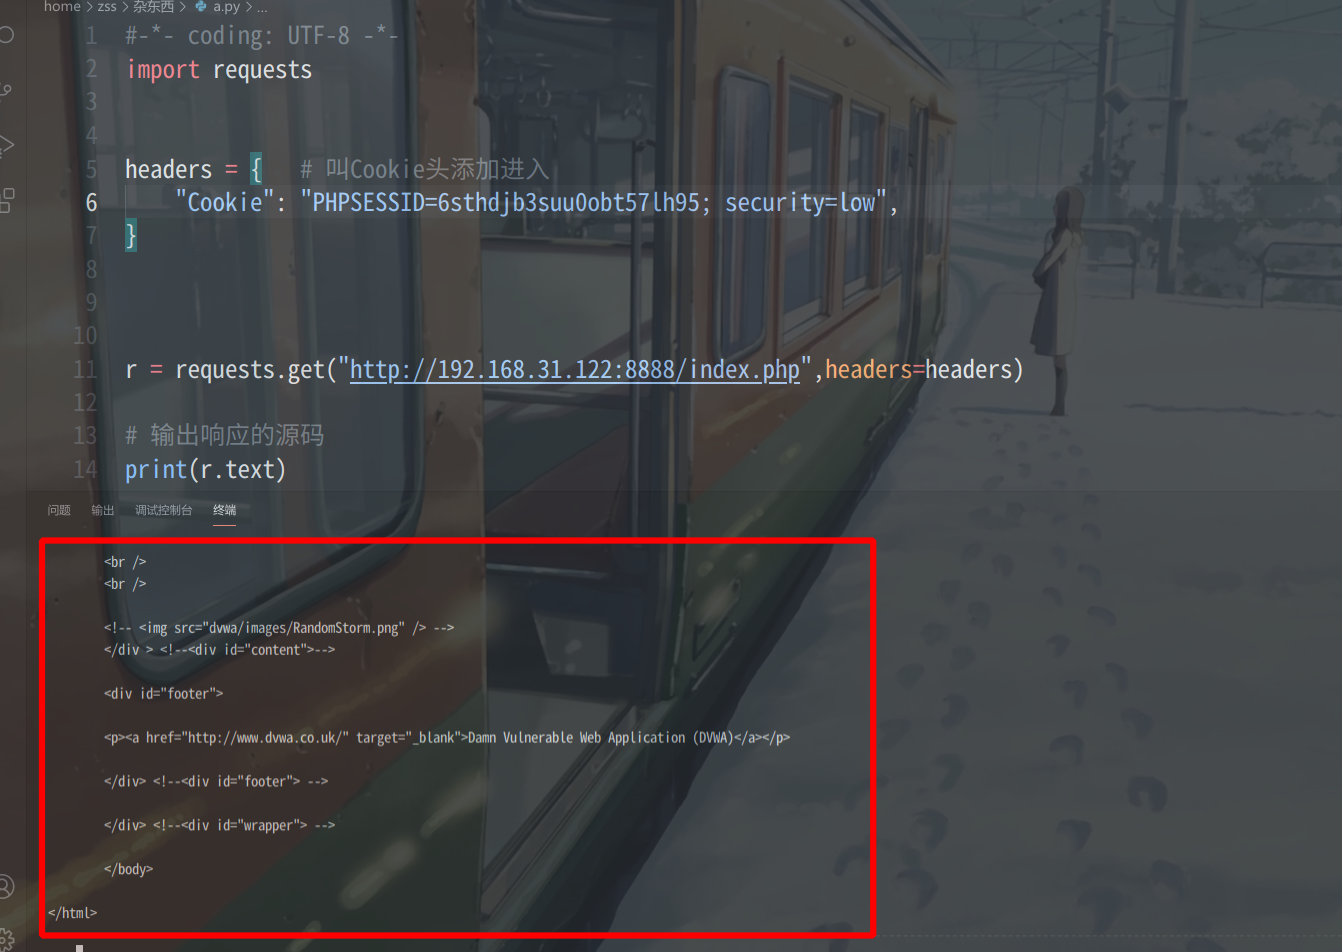 home > zss > 杂东西 > a.py > ...
1 #-*- coding: UTF-8 -*-
2 import requests
3
4
5 headers = {   # 叫Cookie头添加进入
6     "Cookie": "PHPSESSID=6sthdjb3suu0obt57lh95; security=low",
7 }
8
9
10
11 r = requests.get("http://192.168.31.122:8888/index.php",headers=headers)
12
13 # 输出响应的源码
14 print(r.text)
问题 输出 调试控制台 终端
<br />
<br />
<!-- <img src="dvwa/images/RandomStorm.png" /> -->
</div > <!--<div id="content">-->
<div id="footer">
<p><a href="http://www.dvwa.co.uk/" target="_blank">Damn Vulnerable Web Application (DVWA)</a></p>
</div> <!--<div id="footer"> -->
</div> <!--<div id="wrapper"> -->
</body>
</html>